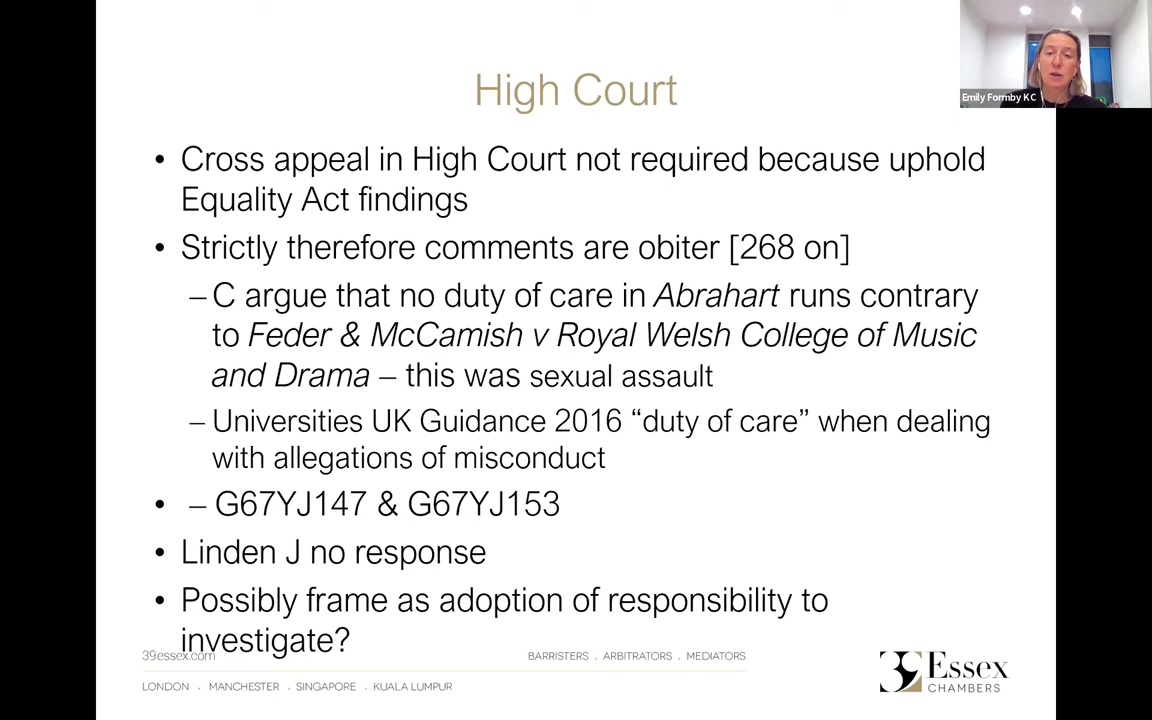 Emily Formby KC
High Court
• Cross appeal in High Court not required because uphold
Equality Act findings
• Strictly therefore comments are obiter [268 on]
– C argue that no duty of care in Abrahart runs contrary
to Feder & McCamish v Royal Welsh College of Music
and Drama – this was sexual assault
– Universities UK Guidance 2016 “duty of care” when dealing
with allegations of misconduct
• – G67YJ147 & G67YJ153
• Linden J no response
• Possibly frame as adoption of responsibility to
investigate?
39essex.com
BARRISTERS . ARBITRATORS . MEDIATORS
LONDON . MANCHESTER . SINGAPORE . KUALA LUMPUR
39 Essex
CHAMBERS